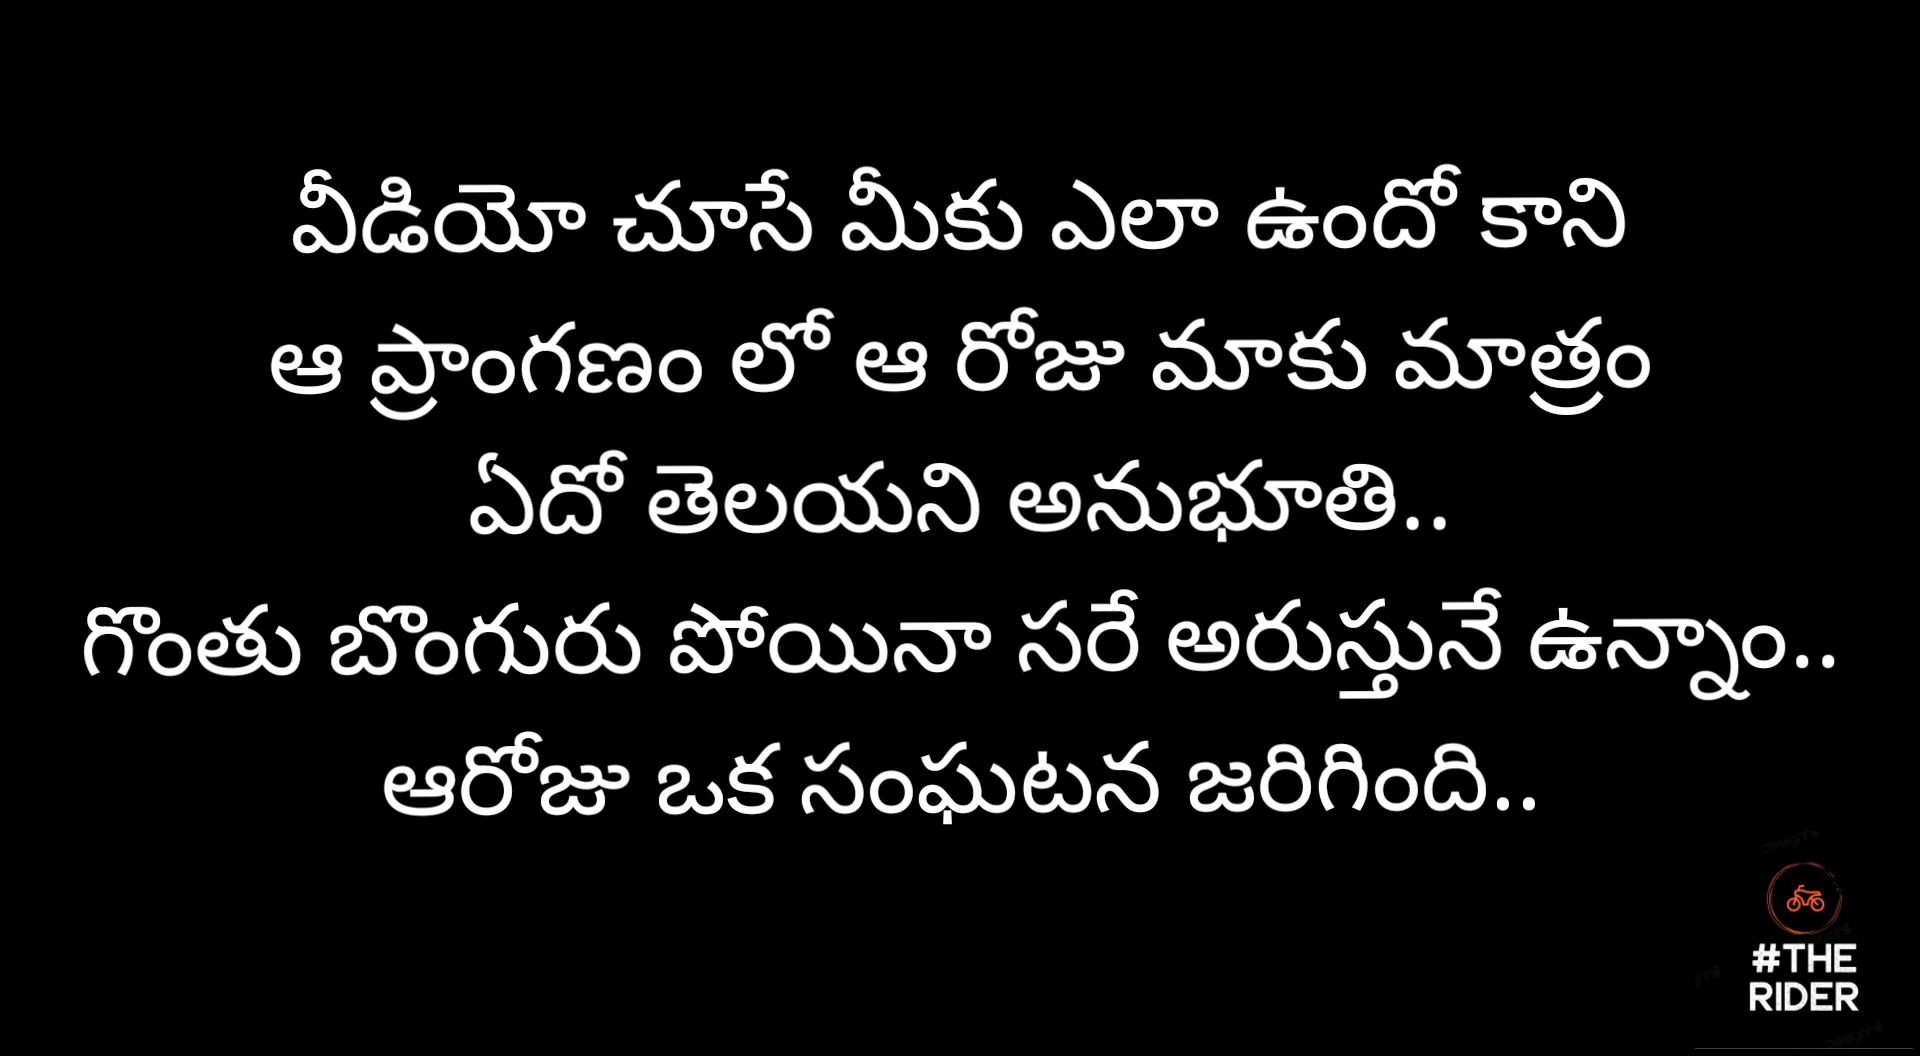 వీడియో చూసే మీకు ఎలా ఉందో కాని
ఆ ప్రాంగణం లో ఆ రోజు మాకు మాత్రం
ఏదో తెలయని అనుభూతి..
గొంతు బొంగురు పోయినా సరే అరుస్తునే ఉన్నాం..
ఆరోజు ఒక సంఘటన జరిగింది..
#THE
RIDER